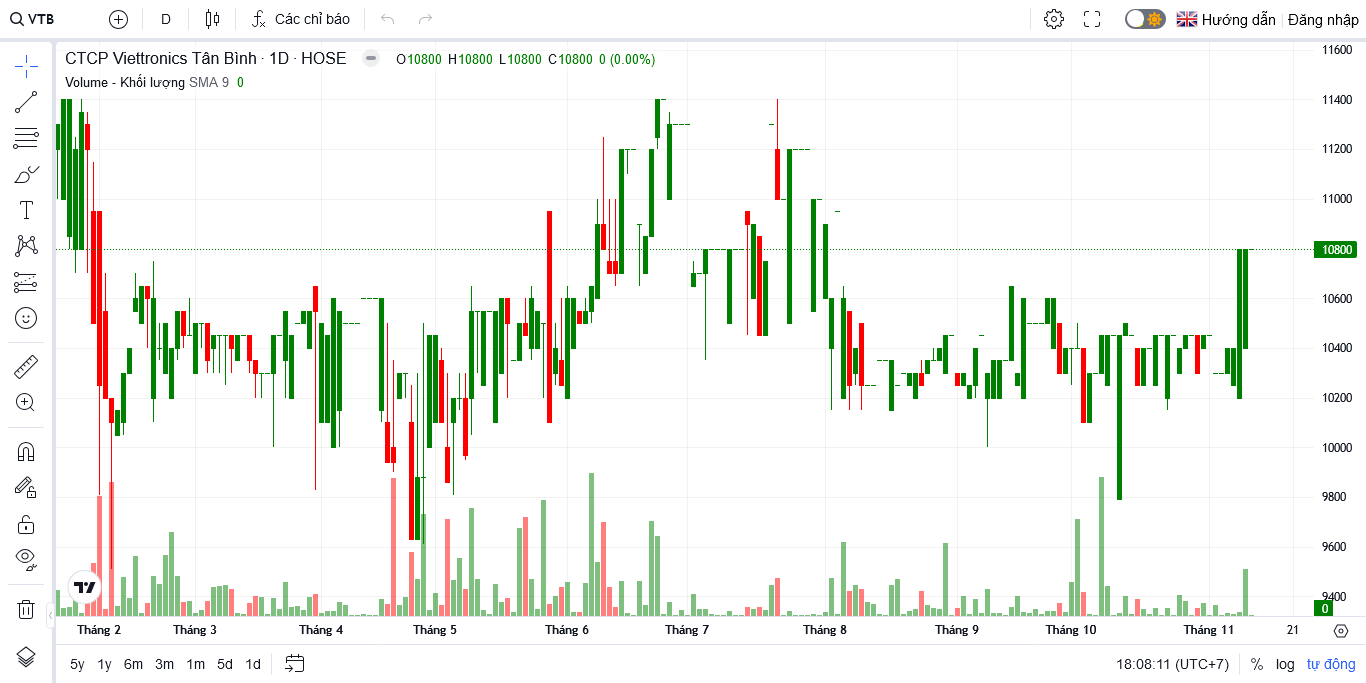 VTB D Các chỉ báo Hướng dẫn Đăng nhập
CTCP Viettronics Tân Bình · 1D · HOSE O10800 H10800 L10800 C10800 0 (0.00%)
Volume - Khối lượng SMA 9 0
11600
11400
11200
11000
10800
10600
10400
10200
10000
9800
9600
9400
0
Tháng 2 Tháng 3 Tháng 4 Tháng 5 Tháng 6 Tháng 7 Tháng 8 Tháng 9 Tháng 10 Tháng 11 21
5y 1y 6m 3m 1m 5d 1d 18:08:11 (UTC+7) % log tự động